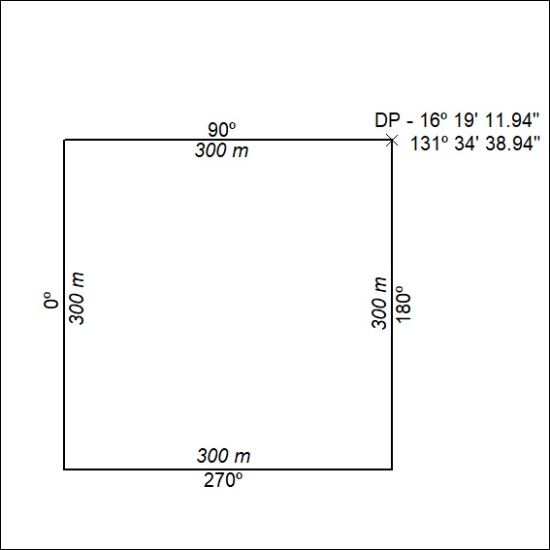 DP - 16º 19' 11.94"
131º 34' 38.94"
90º
300 m
0º
300 m
300 m
180º
300 m
270º